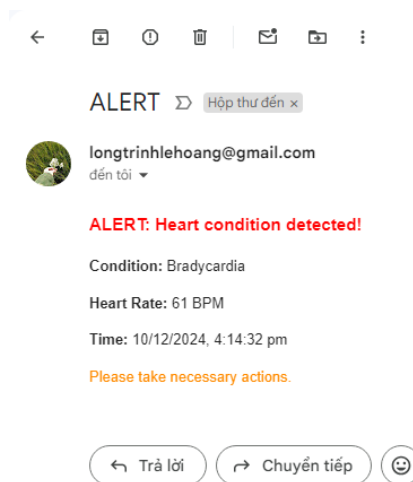 ALERT Hộp thư đến ×
longtrinhlehoang@gmail.com
đến tôi
ALERT: Heart condition detected!
Condition: Bradycardia
Heart Rate: 61 BPM
Time: 10/12/2024, 4:14:32 pm
Please take necessary actions.
Trả lời Chuyển tiếp